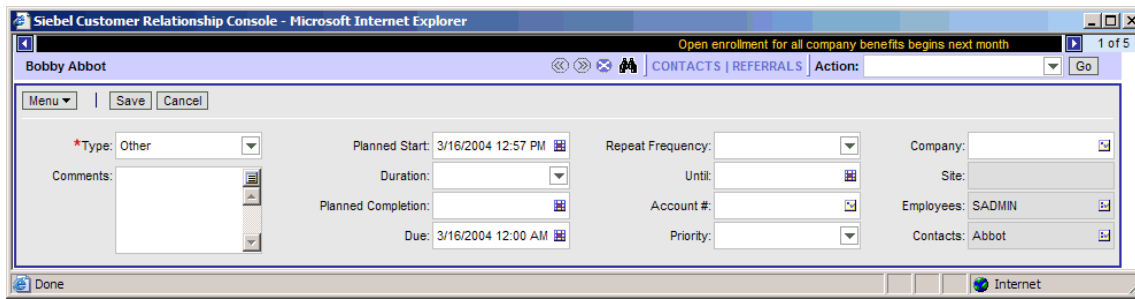 Siebel Customer Relationship Console - Microsoft Internet Explorer
Open enrollment for all company benefits begins next month 1 of 5
Bobby Abbot CONTACTS | REFERRALS Action: Go
Menu | Save Cancel
*Type: Other Planned Start: 3/16/2004 12:57 PM Repeat Frequency: Company:
Comments: Duration: Until: Site:
Planned Completion: Account #: Employees: SADMIN
Due: 3/16/2004 12:00 AM Priority: Contacts: Abbot
Done Internet